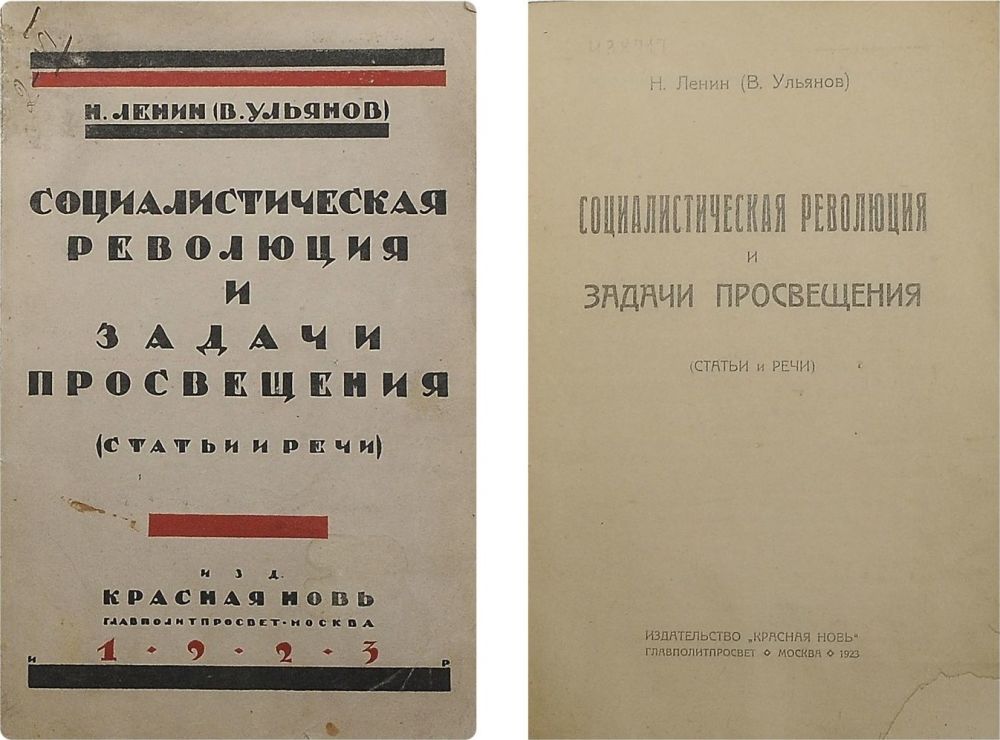 Н. ЛЕНИН (В. УЛЬЯНОВ)
СОЦИАЛИСТИЧЕСКАЯ
РЕВОЛЮЦИЯ
И
ЗАДАЧИ
ПРОСВЕЩЕНИЯ
(СТАТЬИ И РЕЧИ)
ИЗД.
КРАСНАЯ НОВЬ
ГЛАВПОЛИТПРОСВЕТ-МОСКВА
1·9·2·3
И Р
Н. Ленин (В. Ульянов)
СОЦИАЛИСТИЧЕСКАЯ РЕВОЛЮЦИЯ
И
ЗАДАЧИ ПРОСВЕЩЕНИЯ
(СТАТЬИ и РЕЧИ)
ИЗДАТЕЛЬСТВО „КРАСНАЯ НОВЬ“
ГЛАВПОЛИТПРОСВЕТ ◇ МОСКВА ◇ 1923